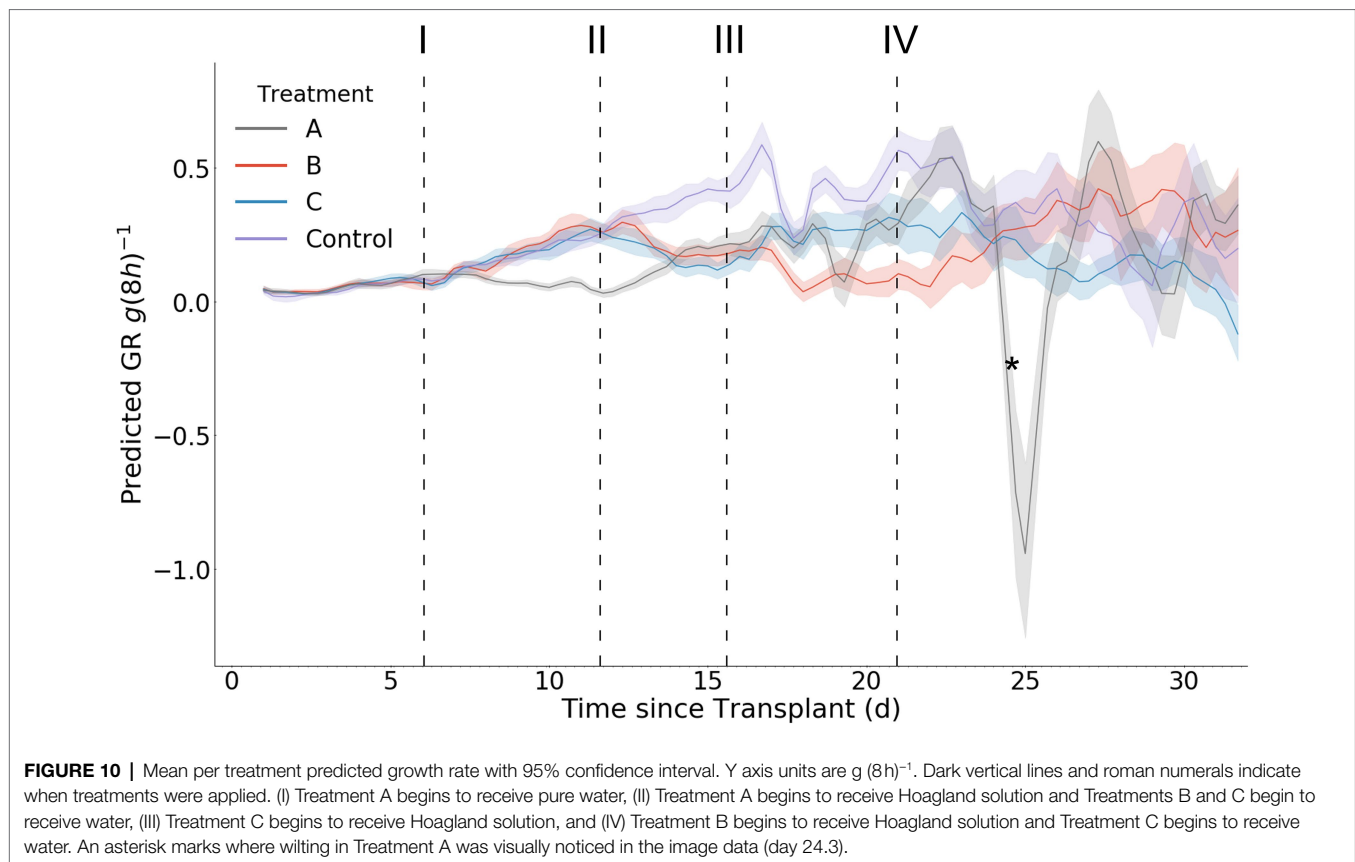 I II III IV
Treatment
A
B
C
Control
0.5
0.0
−0.5
−1.0
Predicted GR g(8h)⁻¹
0 5 10 15 20 25 30
Time since Transplant (d)
*
FIGURE 10 | Mean per treatment predicted growth rate with 95% confidence interval. Y axis units are g (8 h)⁻¹. Dark vertical lines and roman numerals indicate
when treatments were applied. (I) Treatment A begins to receive pure water, (II) Treatment A begins to receive Hoagland solution and Treatments B and C begin to
receive water, (III) Treatment C begins to receive Hoagland solution, and (IV) Treatment B begins to receive Hoagland solution and Treatment C begins to receive
water. An asterisk marks where wilting in Treatment A was visually noticed in the image data (day 24.3).